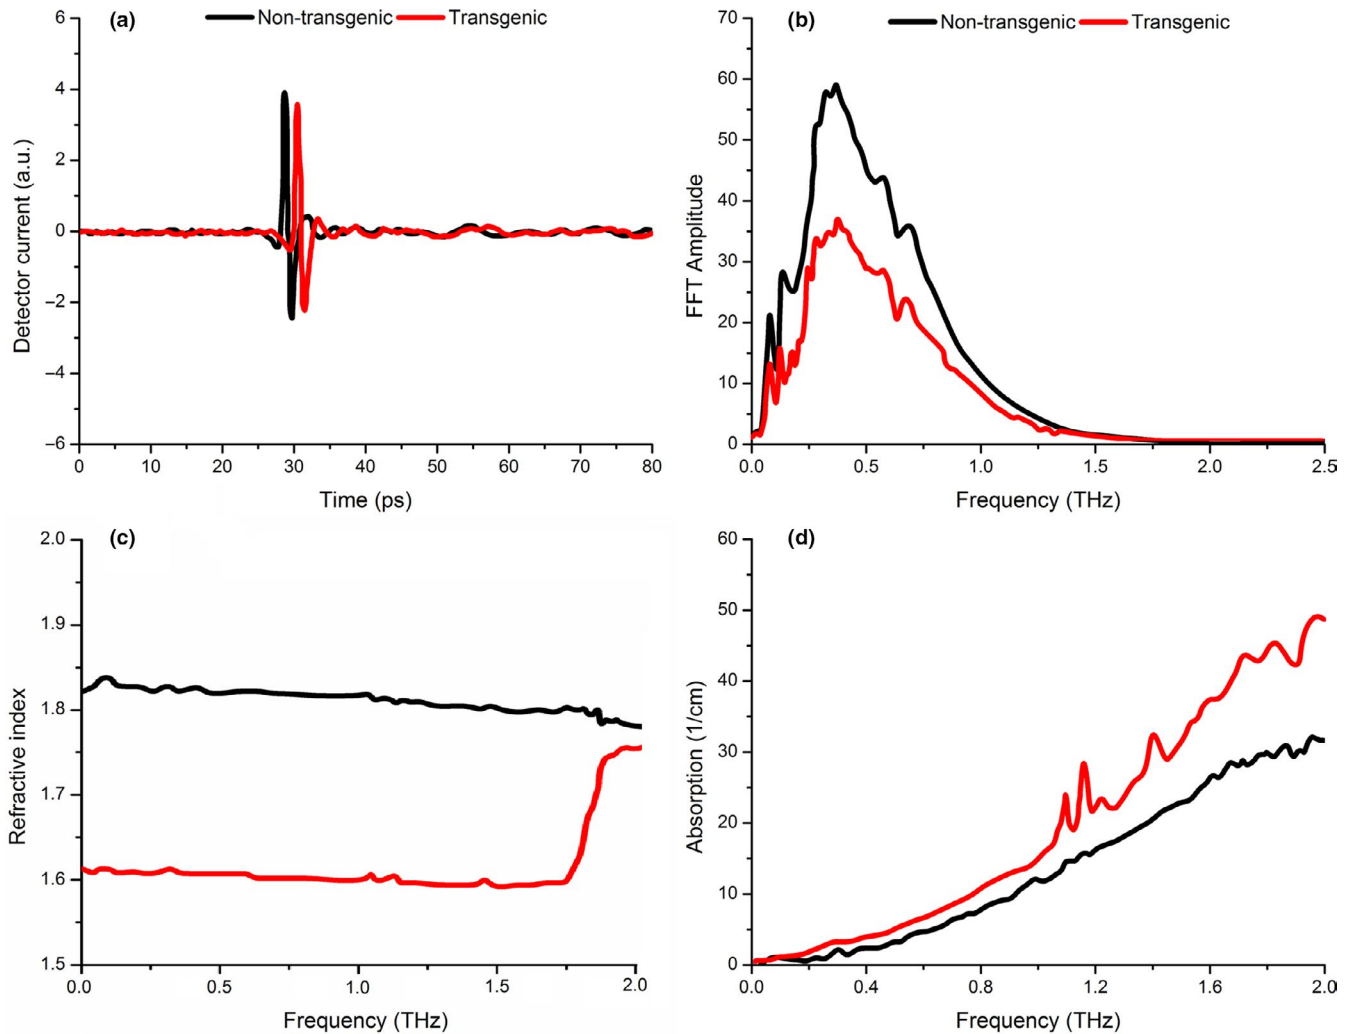 (a)
Non-transgenic Transgenic
6
4
2
0
−2
−4
−6
0 10 20 30 40 50 60 70 80
Detector current (a.u.)
Time (ps)
(b)
Non-transgenic Transgenic
70
60
50
40
30
20
10
0
0.0 0.5 1.0 1.5 2.0 2.5
FFT Amplitude
Frequency (THz)
(c)
2.0
1.9
1.8
1.7
1.6
1.5
0.0 0.5 1.0 1.5 2.0
Refractive index
Frequency (THz)
(d)
60
50
40
30
20
10
0
0.0 0.4 0.8 1.2 1.6 2.0
Absorption (1/cm)
Frequency (THz)